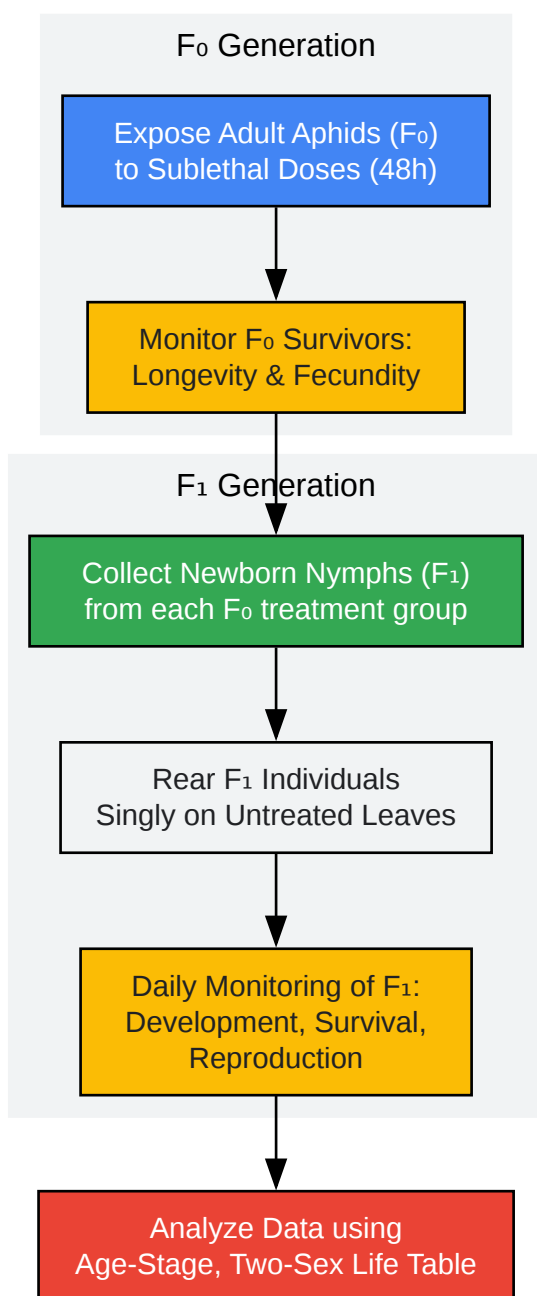 F₀ Generation
Expose Adult Aphids (F₀)
to Sublethal Doses (48h)
Monitor F₀ Survivors:
Longevity & Fecundity
F₁ Generation
Collect Newborn Nymphs (F₁)
from each F₀ treatment group
Rear F₁ Individuals
Singly on Untreated Leaves
Daily Monitoring of F₁:
Development, Survival,
Reproduction
Analyze Data using
Age-Stage, Two-Sex Life Table